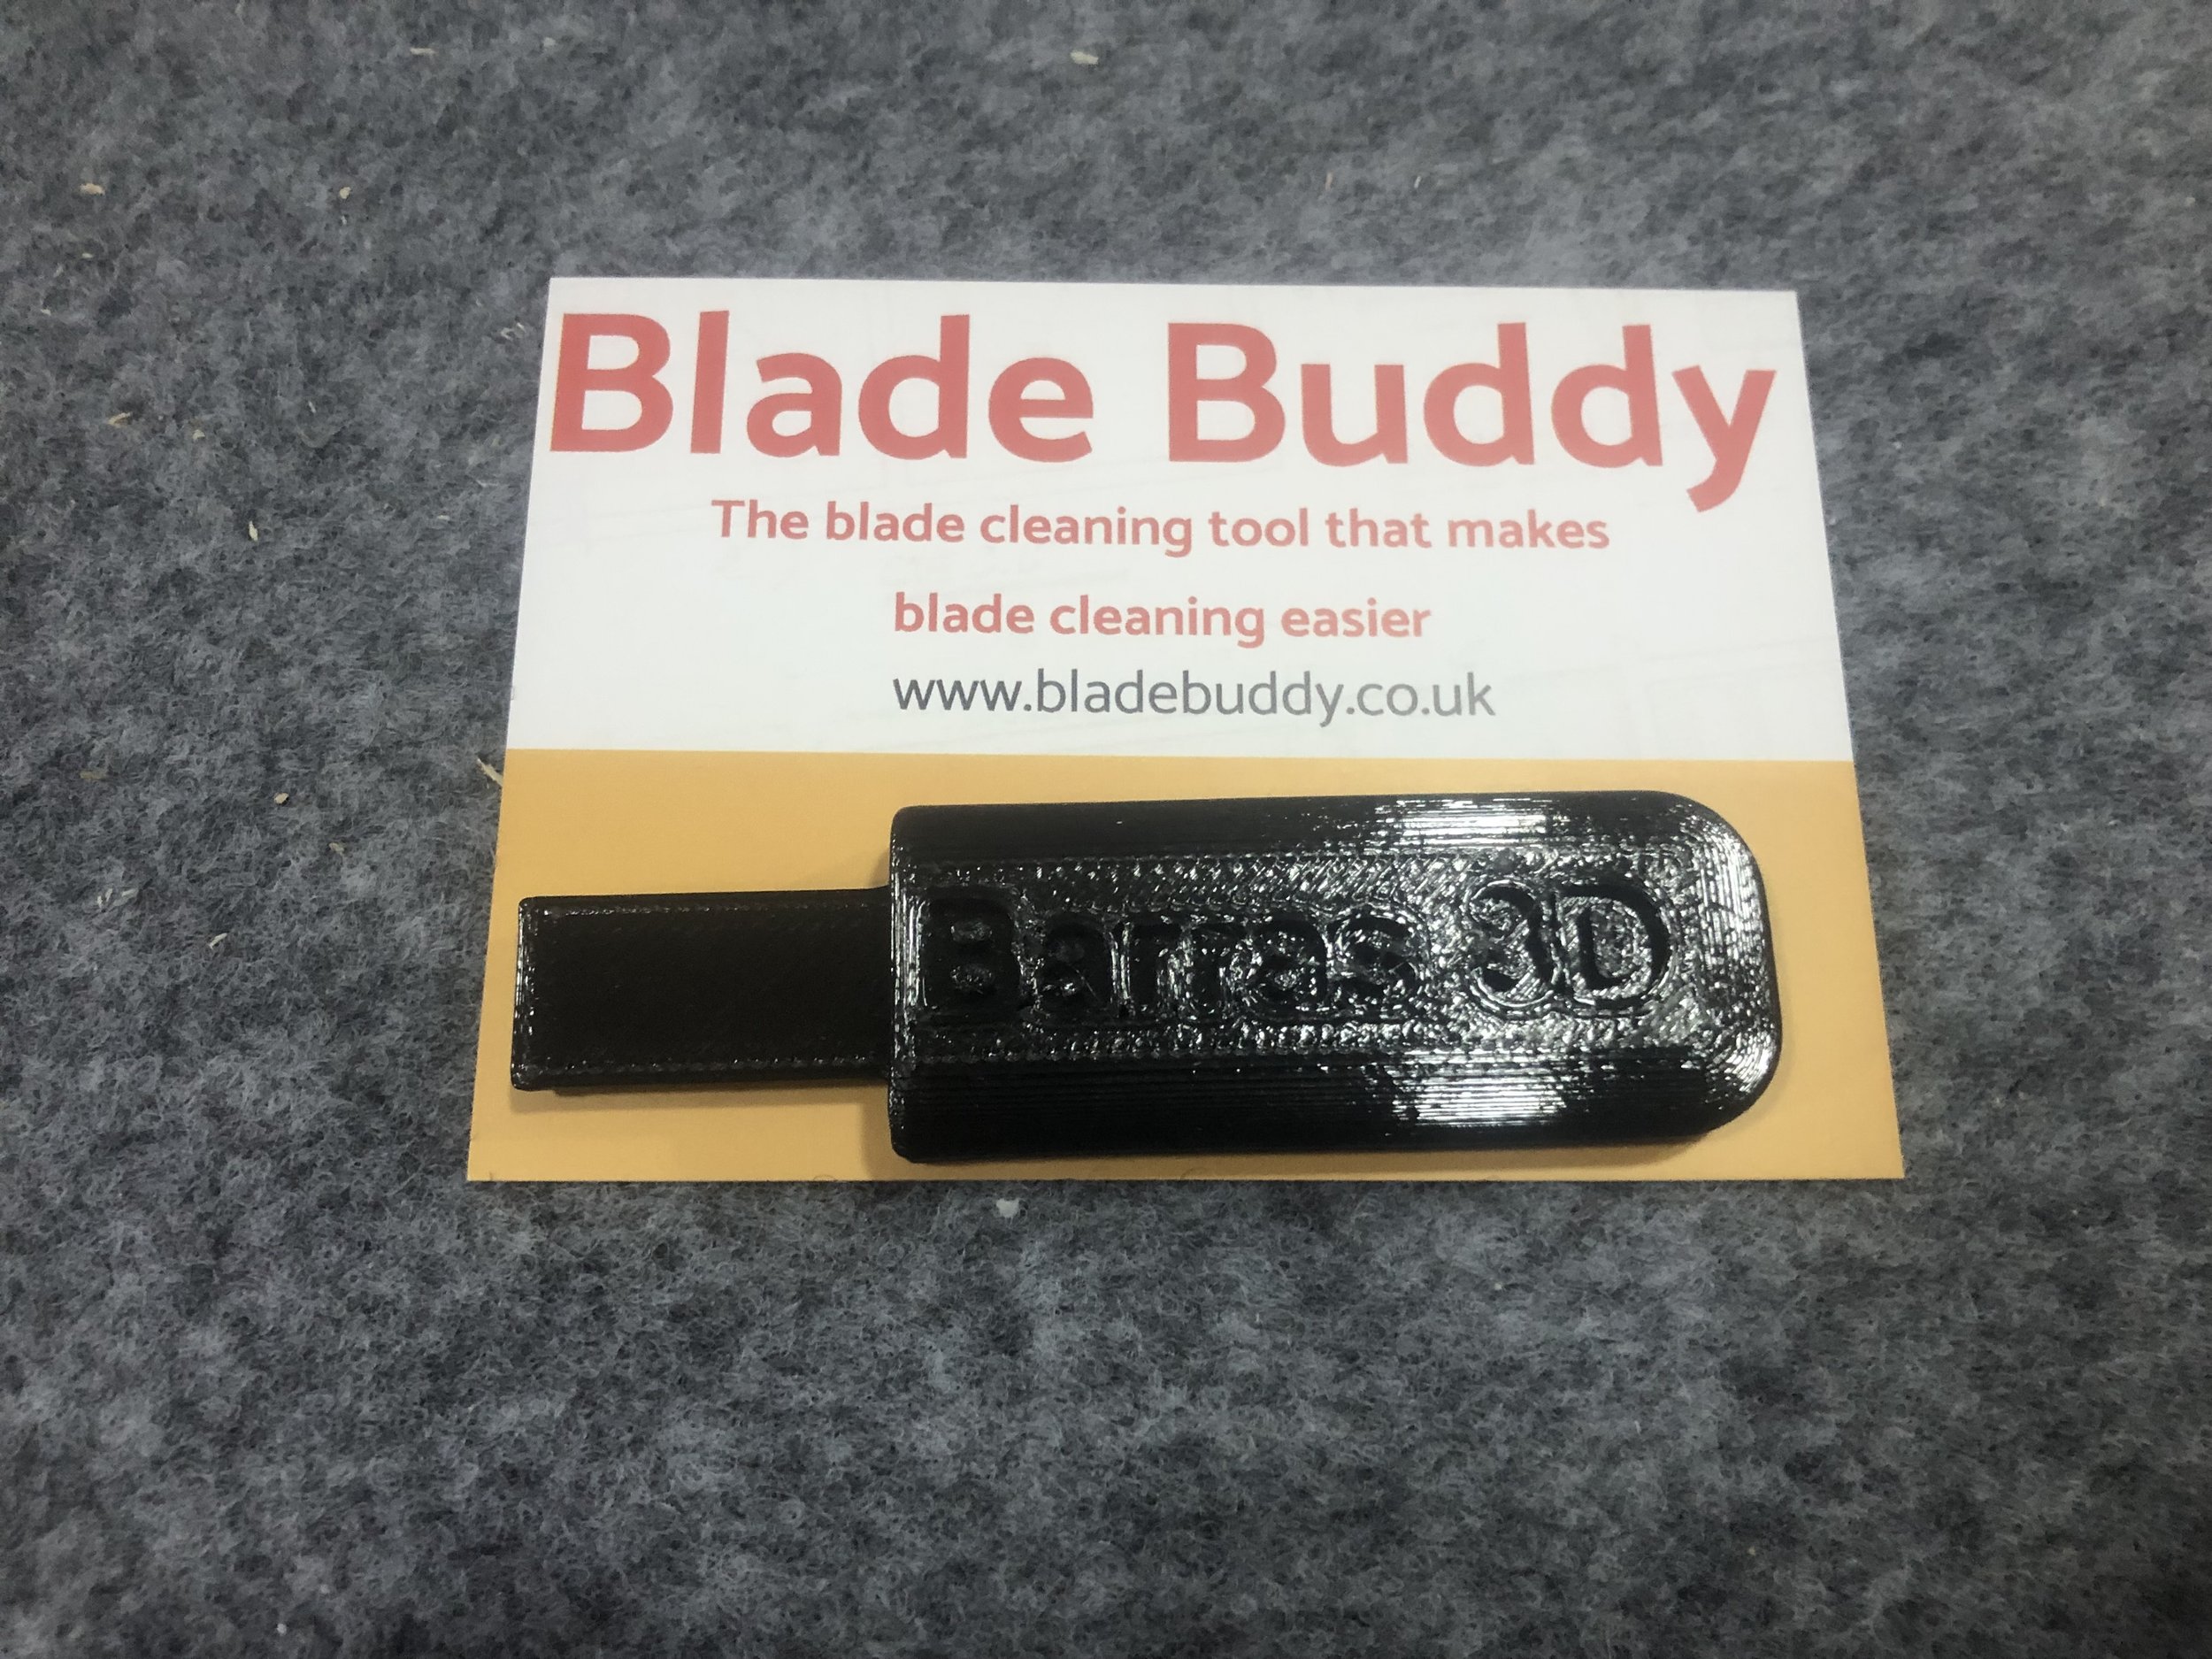 Blade Buddy
The blade cleaning tool that makes
blade cleaning easier
www.bladebuddy.co.uk
Barras 3D